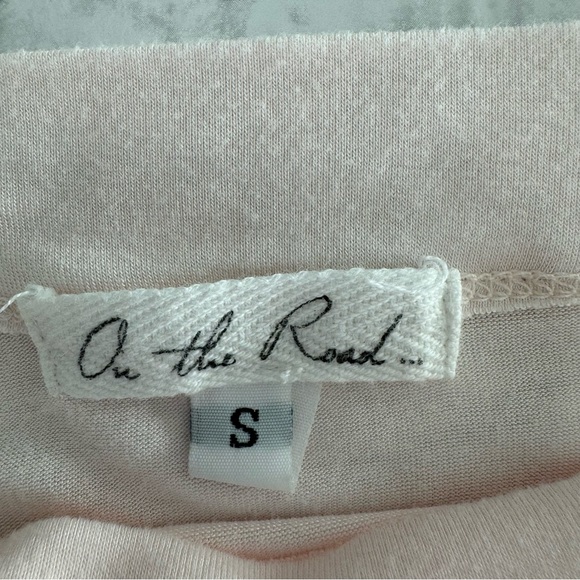 On the Road...
S